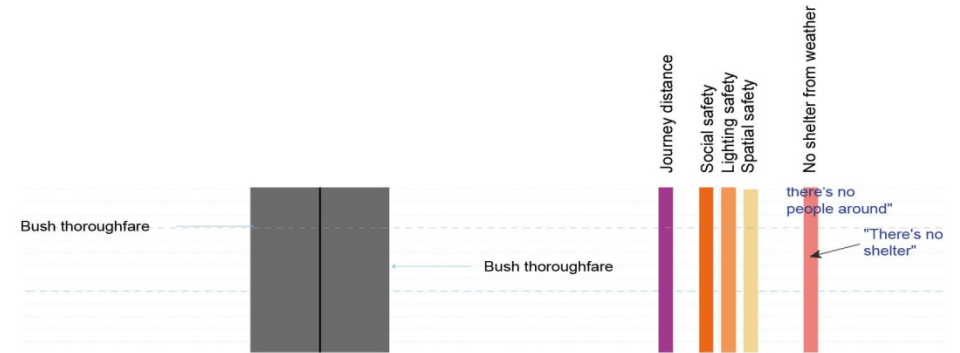 Journey distance
Social safety
Lighting safety
Spatial safety
No shelter from weather
there's no
people around"
Bush thoroughfare
"There's no
shelter"
Bush thoroughfare